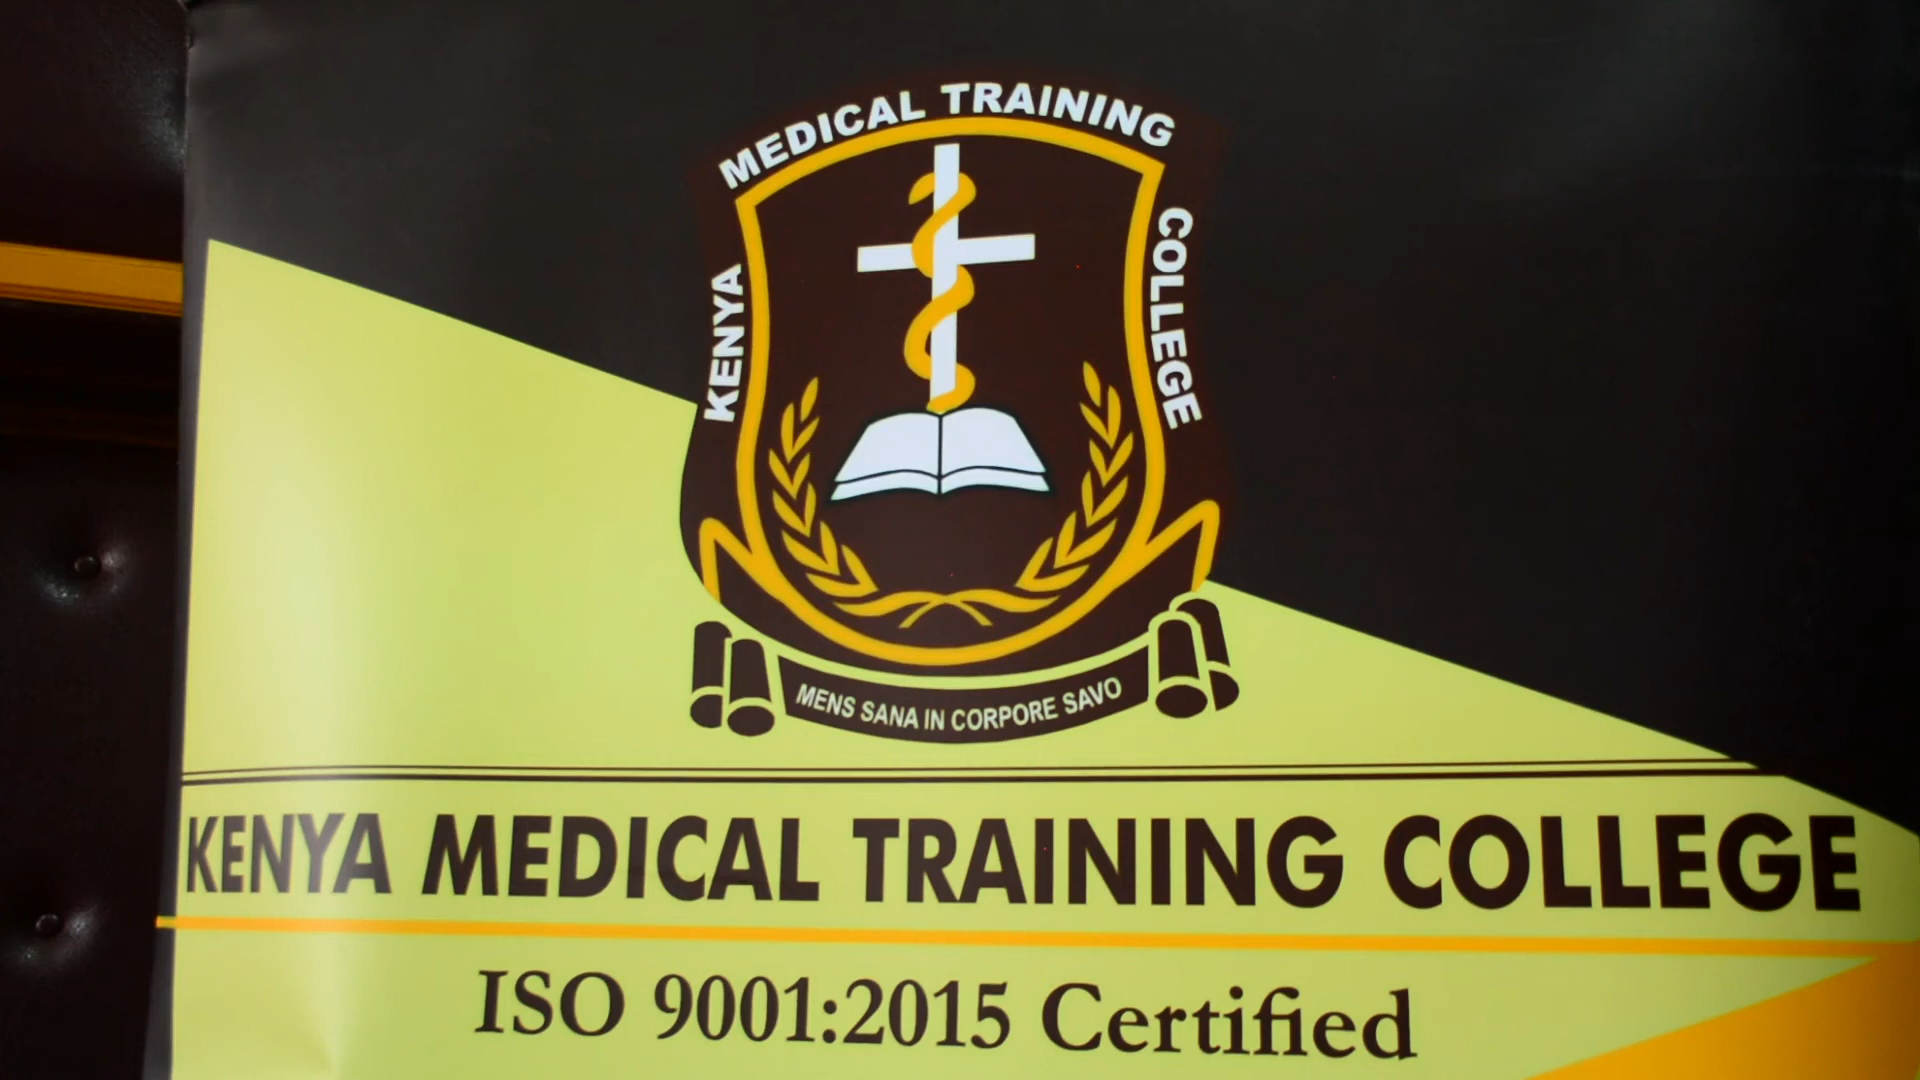 KENYA MEDICAL TRAINING COLLEGE
MENS SANA IN CORPORE SAVO
KENYA MEDICAL TRAINING COLLEGE
ISO 9001:2015 Certified